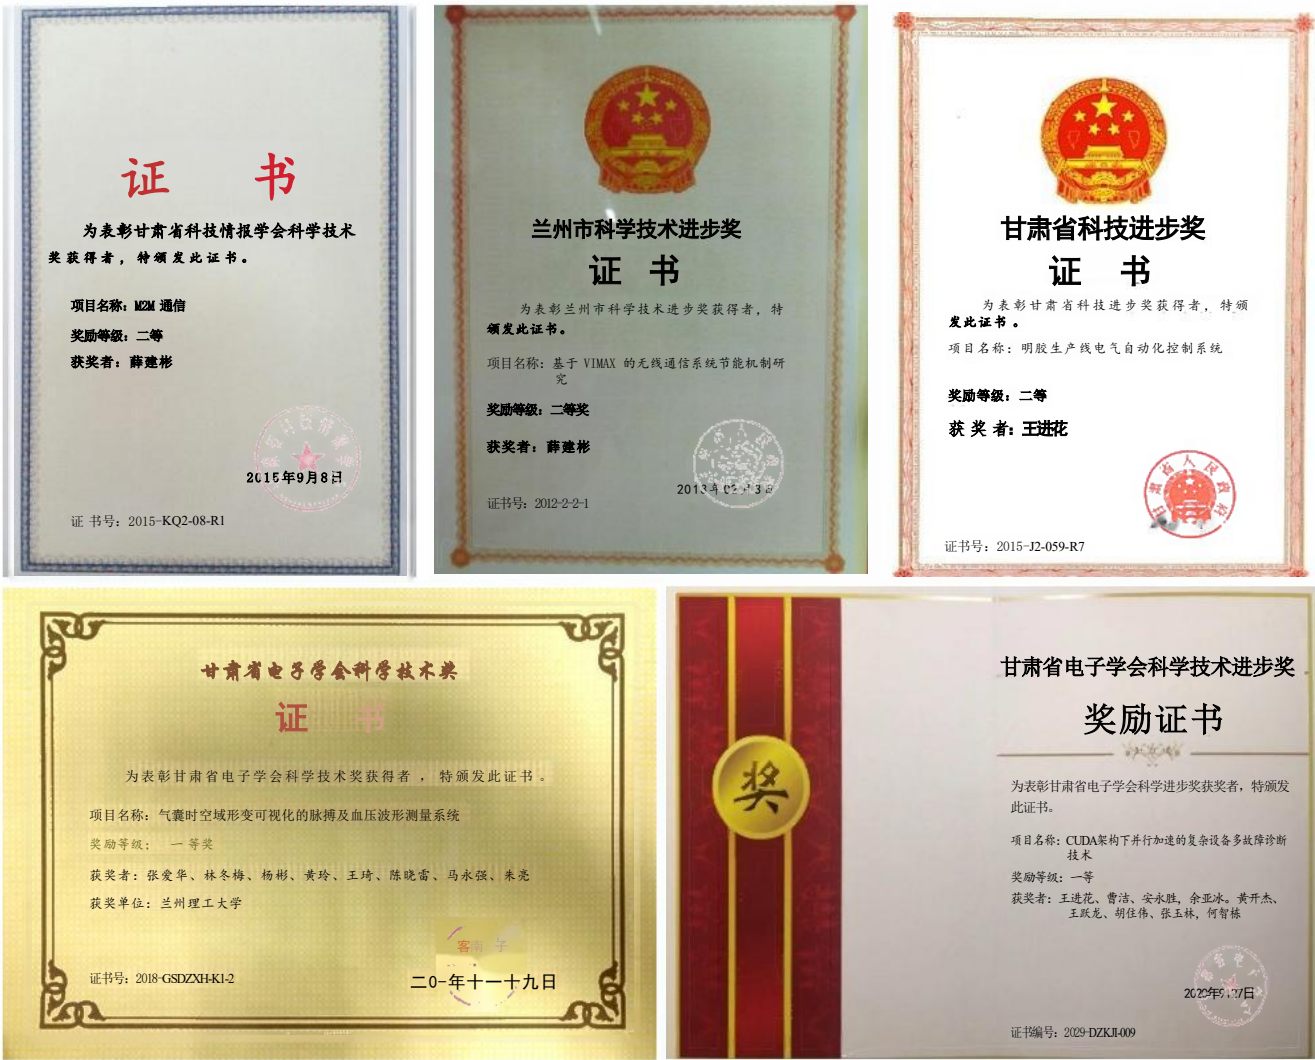 证 书
为表彰甘肃省科技情报学会科学技术
奖获得者，特颁发此证书。
项目名称：M2M 通信
奖励等级：二等
获奖者：薛建彬
2015年9月8日
证 书号：2015-KQ2-08-R1
兰州市科学技术进步奖
证 书
为表彰兰州市科学技术进步奖获得者，特
颁发此证书。
项目名称：基于 VIMAX 的无线通信系统节能机制研
究
奖励等级：二等奖
获奖者：薛建彬
证书号：2012-2-2-1
甘肃省科技进步奖
证 书
为表彰甘肃省科技进步奖获得者，特颁
发此证书 。
项目名称：明胶生产线电气自动化控制系统
奖励等级：二等
获 奖 者：王进花
甘肃省人民政府
证书号：2015-J2-059-R7
甘肃省电子学会科学技术奖
证 书
为表彰甘肃省电子学会科学技术奖获得者 ，特颁发此证书 。
项目名称：气囊时空域形变可视化的脉搏及血压波形测量系统
奖励等级： 一等奖
获奖者：张爱华、林冬梅、杨彬、黄玲、王琦、陈晓雷、马永强、朱亮
获奖单位：兰州理工大学
客南 子
二0-年十一十九日
证书号：2018-GSDZXH-K1-2
奖
甘肃省电子学会科学技术进步奖
奖励证书
为表彰甘肃省电子学会科学进步奖获奖者，特颁发
此证书。
项目名称：CUDA架构下并行加速的复杂设备多故障诊断
技术
奖励等级：一等
获奖者：王进花、曹洁、安永胜，余亚冰。黄开杰、
王跃龙、胡住伟、张玉林，何智栋
证书编号：2029-DZKJI-009